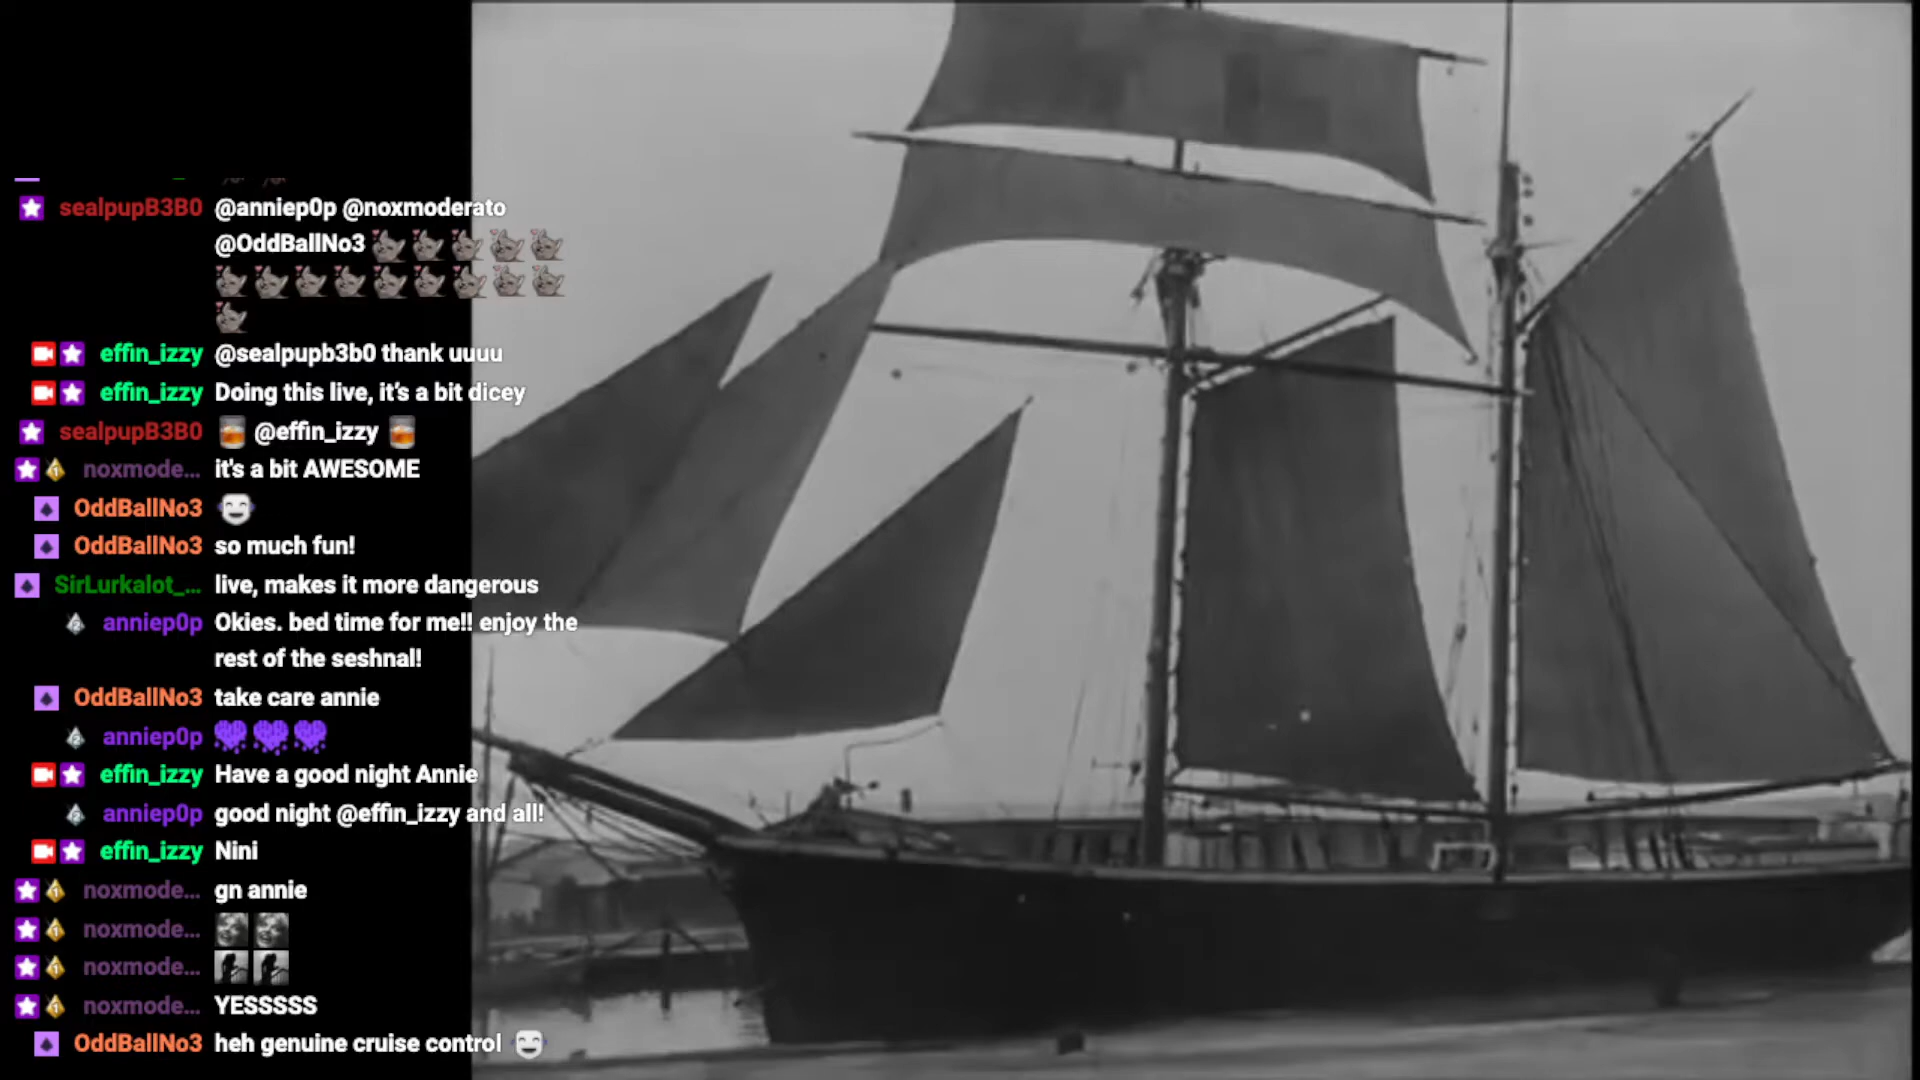 sealpupB3B0 @anniep0p @noxmoderato
@OddBallNo3
effin_izzy @sealpupb3b0 thank uuuu
effin_izzy Doing this live, it's a bit dicey
sealpupB3B0 @effin_izzy
noxmode... it's a bit AWESOME
OddBallNo3
OddBallNo3 so much fun!
SirLurkalot_... live, makes it more dangerous
anniep0p Okies. bed time for me!! enjoy the
rest of the seshnal!
OddBallNo3 take care annie
anniep0p
effin_izzy Have a good night Annie
anniep0p good night @effin_izzy and all!
effin_izzy Nini
noxmode... gn annie
noxmode...
noxmode...
noxmode... YESSSSS
OddBallNo3 heh genuine cruise control